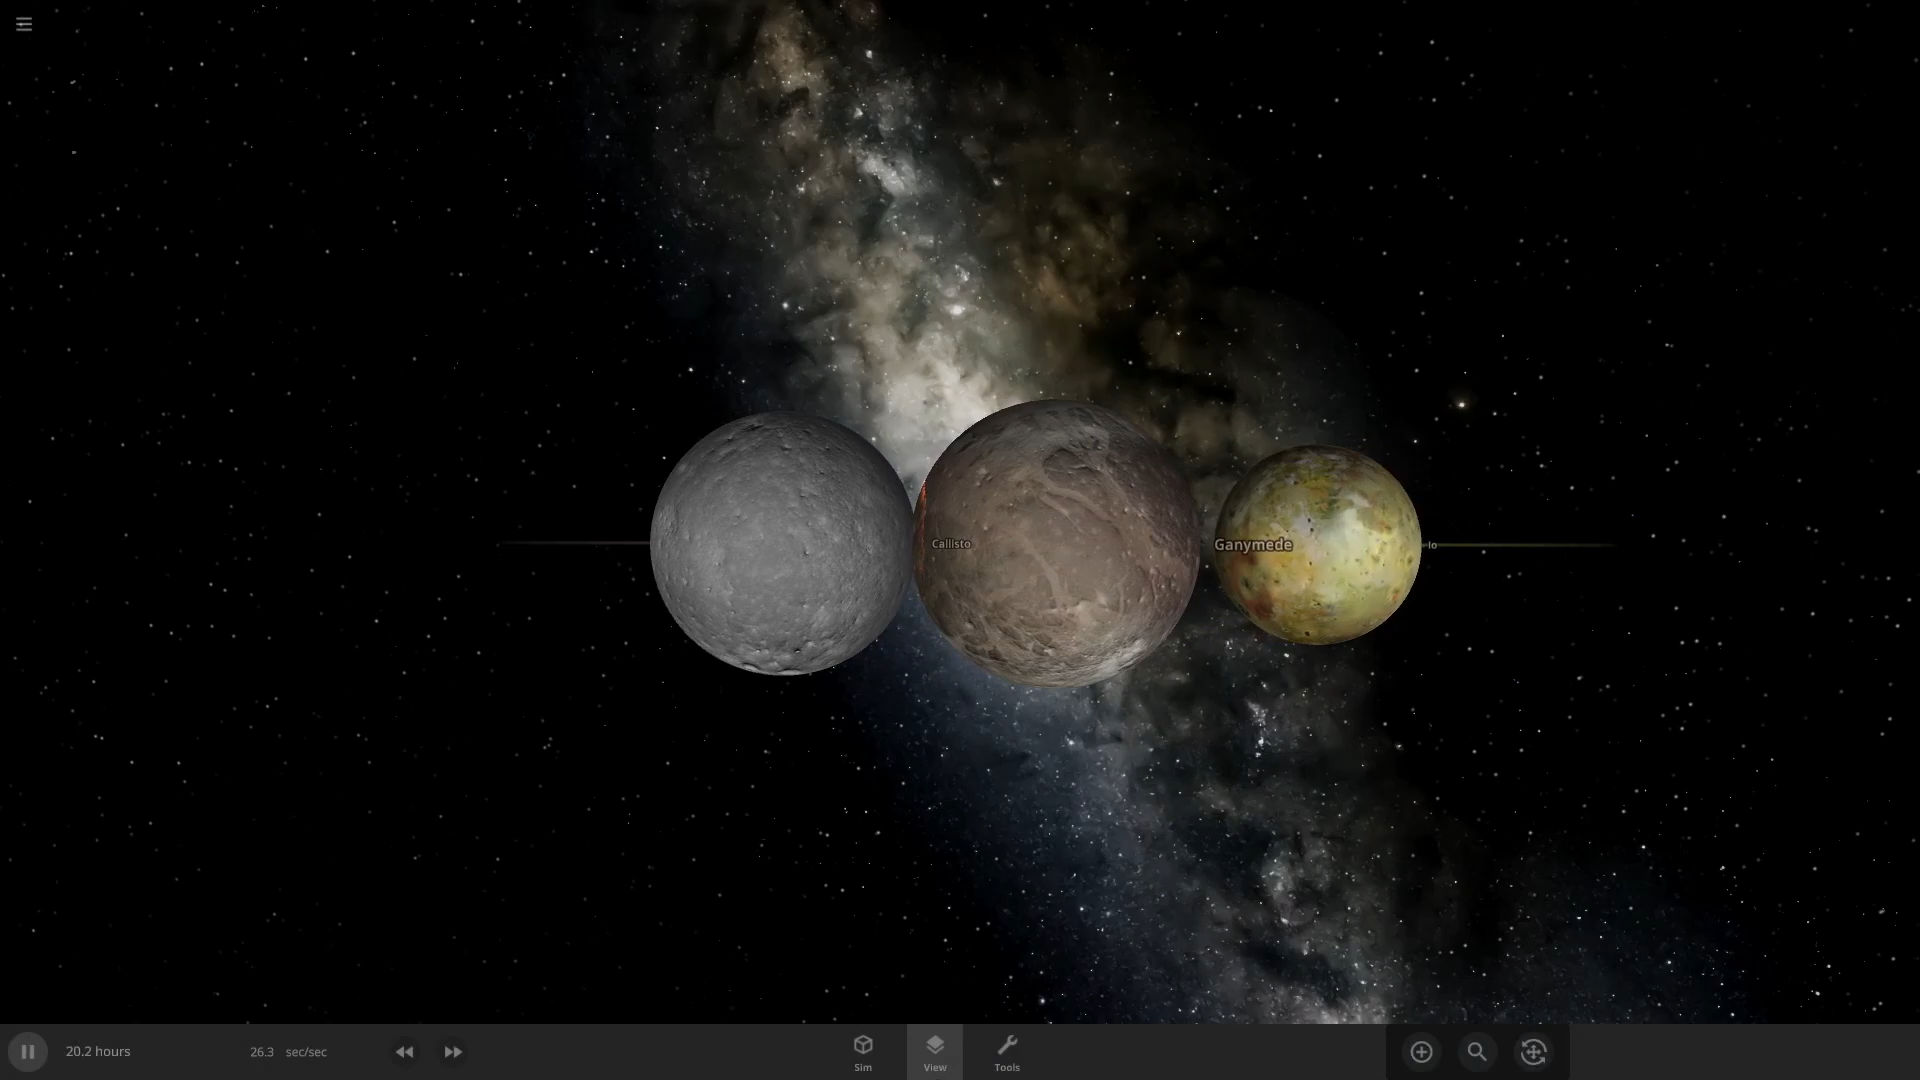 Callisto
Ganymede
Io
20.2 hours
26.3 sec/sec
Sim
View
Tools